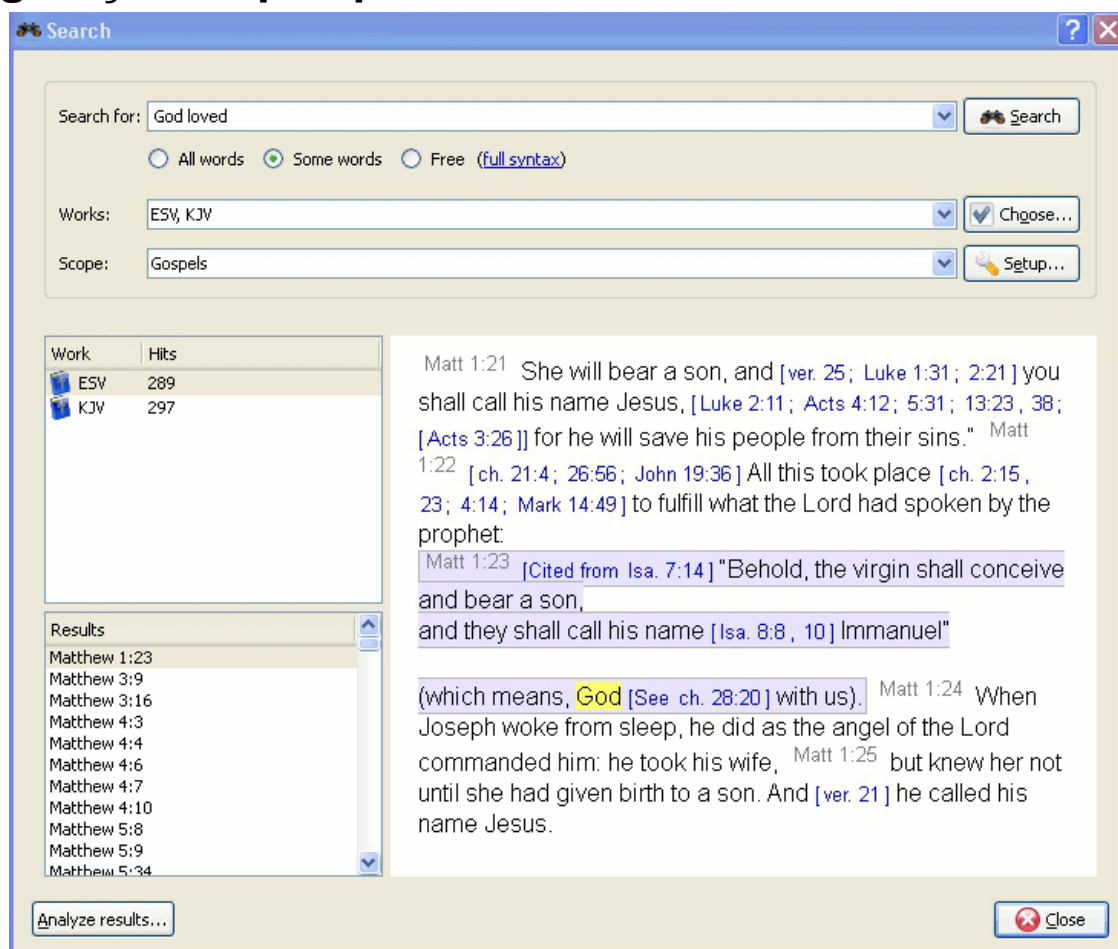 Search
Search for: God loved Search
All words Some words Free (full syntax)
Works: ESV, KJV Choose...
Scope: Gospels Setup...
Work Hits
ESV 289
KJV 297
Results
Matthew 1:23
Matthew 3:9
Matthew 3:16
Matthew 4:3
Matthew 4:4
Matthew 4:6
Matthew 4:7
Matthew 4:10
Matthew 5:8
Matthew 5:9
Matthew 5:34
Matt 1:21 She will bear a son, and [ver. 25; Luke 1:31; 2:21] you
shall call his name Jesus, [Luke 2:11; Acts 4:12; 5:31; 13:23, 38;
[Acts 3:26]] for he will save his people from their sins." Matt
1:22 [ch. 21:4; 26:56; John 19:36] All this took place [ch. 2:15,
23; 4:14; Mark 14:49] to fulfill what the Lord had spoken by the
prophet:
Matt 1:23 [Cited from Isa. 7:14] "Behold, the virgin shall conceive
and bear a son,
and they shall call his name [Isa. 8:8, 10] Immanuel"
(which means, God [See ch. 28:20] with us). Matt 1:24 When
Joseph woke from sleep, he did as the angel of the Lord
commanded him: he took his wife, Matt 1:25 but knew her not
until she had given birth to a son. And [ver. 21] he called his
name Jesus.
Analyze results... Close